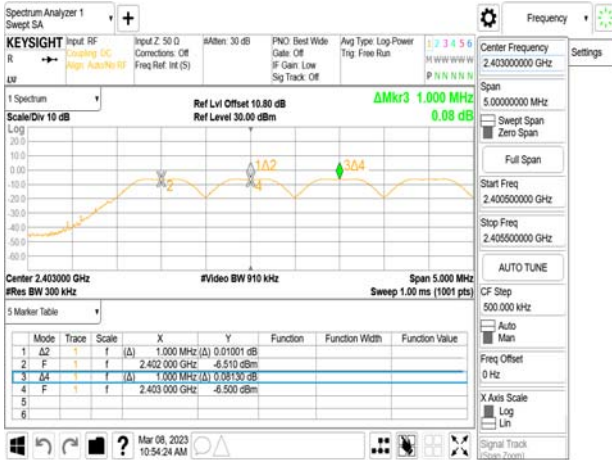 Spectrum Analyzer 1
Swept SA
+
Frequency
KEYSIGHT
Input: RF
Coupling: DC
Align: Auto/No RF
R
Input Z: 50 Ω
Corrections: Off
Freq Ref: Int (S)
#Atten: 30 dB
PNO: Best Wide
Gate: Off
IF Gain: Low
Sig Track: Off
Avg Type: Log-Power
Trig: Free Run
1 2 3 4 5 6
M W W W W W
P N N N N N
Center Frequency
2.403000000 GHz
Settings
Span
5.00000000 MHz
Swept Span
Zero Span
Full Span
Start Freq
2.400500000 GHz
Stop Freq
2.405500000 GHz
AUTO TUNE
CF Step
500.000 kHz
Auto
Man
Freq Offset
0 Hz
X Axis Scale
Log
Lin
Signal Track
(Span Zoom)
1 Spectrum
Scale/Div 10 dB
Ref Lvl Offset 10.80 dB
Ref Level 30.00 dBm
ΔMkr3 1.000 MHz
0.08 dB
Log
20.0
10.0
0.00
-10.0
-20.0
-30.0
-40.0
-50.0
-60.0
2
1Δ2
4
3Δ4
Center 2.403000 GHz
#Video BW 910 kHz
Span 5.000 MHz
#Res BW 300 kHz
Sweep 1.00 ms (1001 pts)
5 Marker Table
Mode Trace Scale X Y Function Function Width Function Value
1 Δ2 1 f (Δ) 1.000 MHz (Δ) 0.01001 dB
2 F 1 f 2.402 000 GHz -6.510 dBm
3 Δ4 1 f (Δ) 1.000 MHz (Δ) 0.08130 dB
4 F 1 f 2.403 000 GHz -6.500 dBm
5
6
?
Mar 08, 2023
10:54:24 AM